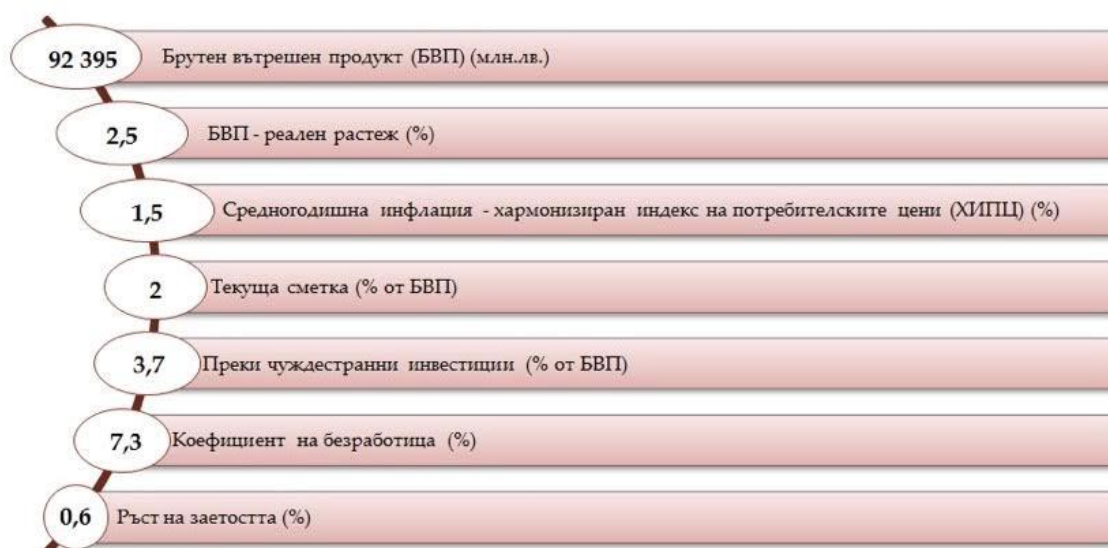 92 395 Брутен вътрешен продукт (БВП) (млн.лв.)
2,5 БВП - реален растеж (%)
1,5 Средногодишна инфлация - хармонизиран индекс на потребителските цени (ХИПЦ) (%)
2 Текуща сметка (% от БВП)
3,7 Преки чуждестранни инвестиции (% от БВП)
7,3 Коефициент на безработица (%)
0,6 Ръст на заетостта (%)